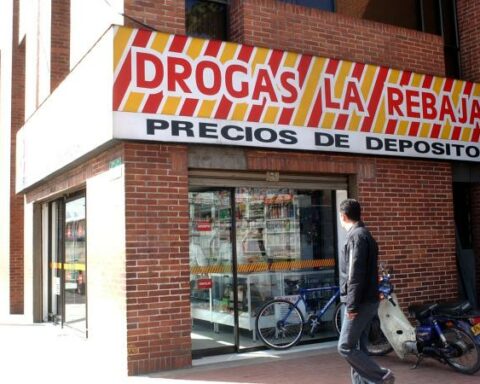 DROGAS LA REBAJA
PRECIOS DE DEPOSITO